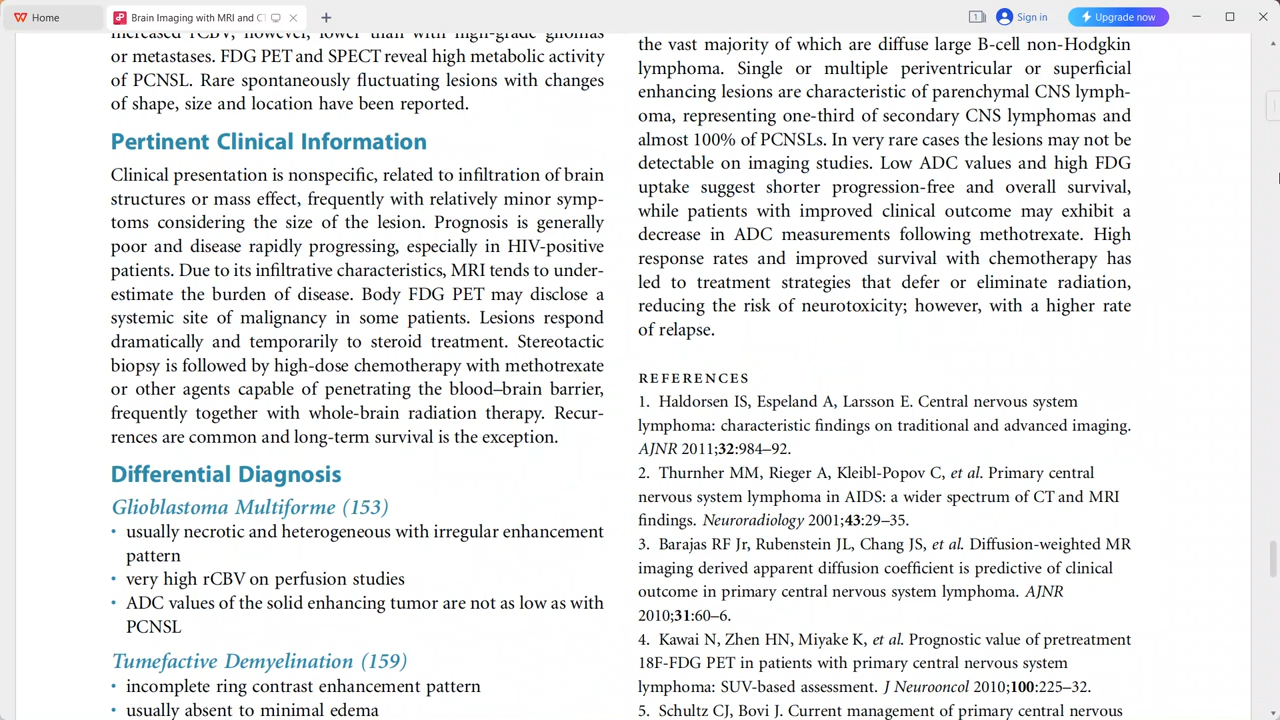 Home
Brain Imaging with MRI and C
Sign in
Upgrade now
increased rCBV, however, lower than with high-grade gliomas
or metastases. FDG PET and SPECT reveal high metabolic activity
of PCNSL. Rare spontaneously fluctuating lesions with changes
of shape, size and location have been reported.
Pertinent Clinical Information
Clinical presentation is nonspecific, related to infiltration of brain
structures or mass effect, frequently with relatively minor symp-
toms considering the size of the lesion. Prognosis is generally
poor and disease rapidly progressing, especially in HIV-positive
patients. Due to its infiltrative characteristics, MRI tends to under-
estimate the burden of disease. Body FDG PET may disclose a
systemic site of malignancy in some patients. Lesions respond
dramatically and temporarily to steroid treatment. Stereotactic
biopsy is followed by high-dose chemotherapy with methotrexate
or other agents capable of penetrating the blood–brain barrier,
frequently together with whole-brain radiation therapy. Recur-
rences are common and long-term survival is the exception.
Differential Diagnosis
Glioblastoma Multiforme (153)
• usually necrotic and heterogeneous with irregular enhancement
pattern
• very high rCBV on perfusion studies
• ADC values of the solid enhancing tumor are not as low as with
PCNSL
Tumefactive Demyelination (159)
• incomplete ring contrast enhancement pattern
• usually absent to minimal edema
the vast majority of which are diffuse large B-cell non-Hodgkin
lymphoma. Single or multiple periventricular or superficial
enhancing lesions are characteristic of parenchymal CNS lymph-
oma, representing one-third of secondary CNS lymphomas and
almost 100% of PCNSLs. In very rare cases the lesions may not be
detectable on imaging studies. Low ADC values and high FDG
uptake suggest shorter progression-free and overall survival,
while patients with improved clinical outcome may exhibit a
decrease in ADC measurements following methotrexate. High
response rates and improved survival with chemotherapy has
led to treatment strategies that defer or eliminate radiation,
reducing the risk of neurotoxicity; however, with a higher rate
of relapse.
REFERENCES
1. Haldorsen IS, Espeland A, Larsson E. Central nervous system
lymphoma: characteristic findings on traditional and advanced imaging.
AJNR 2011;32:984–92.
2. Thurnher MM, Rieger A, Kleibl-Popov C, et al. Primary central
nervous system lymphoma in AIDS: a wider spectrum of CT and MRI
findings. Neuroradiology 2001;43:29–35.
3. Barajas RF Jr, Rubenstein JL, Chang JS, et al. Diffusion-weighted MR
imaging derived apparent diffusion coefficient is predictive of clinical
outcome in primary central nervous system lymphoma. AJNR
2010;31:60–6.
4. Kawai N, Zhen HN, Miyake K, et al. Prognostic value of pretreatment
18F-FDG PET in patients with primary central nervous system
lymphoma: SUV-based assessment. J Neurooncol 2010;100:225–32.
5. Schultz CJ, Bovi J. Current management of primary central nervous